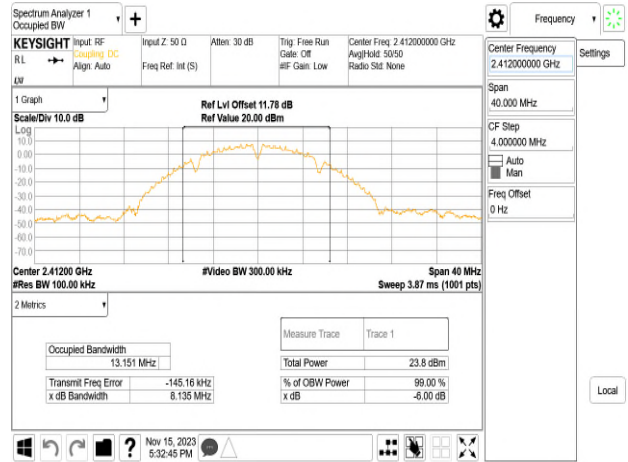 Spectrum Analyzer 1
Occupied BW
Frequency
KEYSIGHT
Input: RF
Coupling: DC
Align: Auto
Input Z: 50 Ω
Freq Ref: Int (S)
Atten: 30 dB
Trig: Free Run
Gate: Off
#IF Gain: Low
Center Freq: 2.412000000 GHz
Avg|Hold: 50/50
Radio Std: None
RL
LXI
Center Frequency
2.412000000 GHz
Settings
Span
40.000 MHz
CF Step
4.000000 MHz
Auto
Man
Freq Offset
0 Hz
1 Graph
Scale/Div 10.0 dB
Ref Lvl Offset 11.78 dB
Ref Value 20.00 dBm
Log
10.0
0.00
-10.0
-20.0
-30.0
-40.0
-50.0
-60.0
-70.0
Center 2.41200 GHz
#Res BW 100.00 kHz
#Video BW 300.00 kHz
Span 40 MHz
Sweep 3.87 ms (1001 pts)
2 Metrics
Measure Trace Trace 1
Occupied Bandwidth
13.151 MHz
Total Power 23.8 dBm
Transmit Freq Error -145.16 kHz
% of OBW Power 99.00 %
x dB Bandwidth 8.135 MHz
x dB -6.00 dB
Local
?
Nov 15, 2023
5:32:45 PM